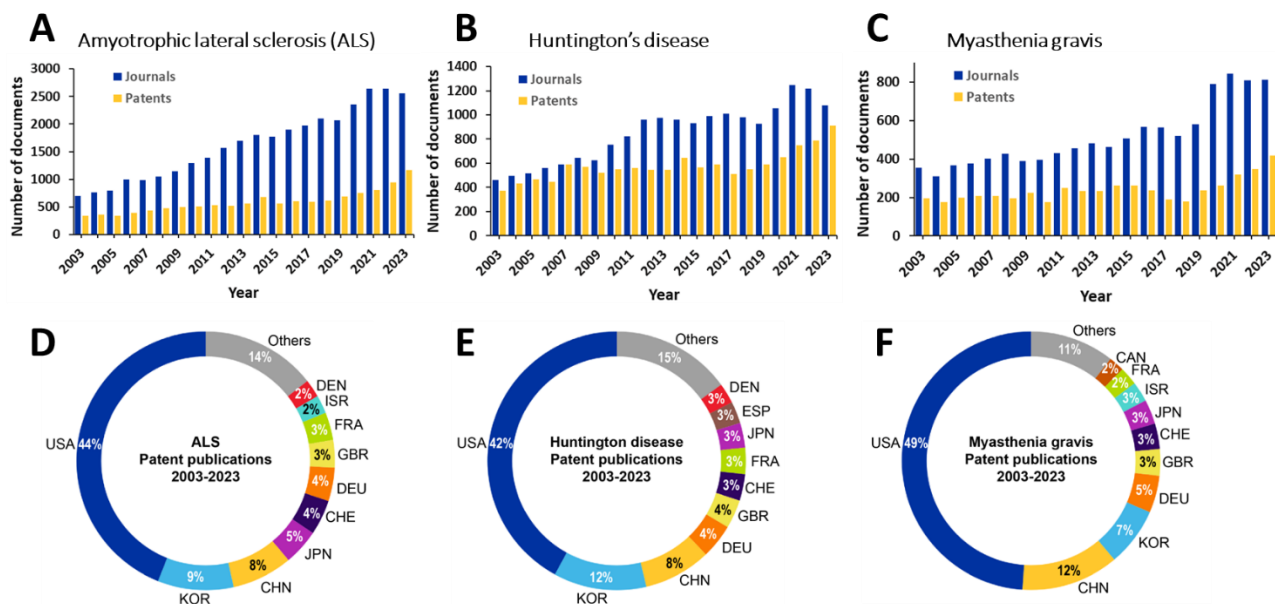 A Amyotrophic lateral sclerosis (ALS)
Number of documents
3000
2500
2000
1500
1000
500
0
Journals
Patents
2003 2005 2007 2009 2011 2013 2015 2017 2019 2021 2023
Year
B Huntington's disease
Number of documents
1400
1200
1000
800
600
400
200
0
Journals
Patents
2003 2005 2007 2009 2011 2013 2015 2017 2019 2021 2023
Year
C Myasthenia gravis
Number of documents
800
600
400
200
0
Journals
Patents
2003 2005 2007 2009 2011 2013 2015 2017 2019 2021 2023
Year
D
Others
14%
DEN
2%
ISR
2%
FRA
3%
GBR
3%
DEU
4%
CHE
4%
JPN
5%
CHN
8%
KOR
9%
USA
44%
ALS
Patent publications
2003-2023
E
Others
15%
DEN
3%
ESP
3%
JPN
3%
FRA
3%
CHE
3%
GBR
4%
DEU
4%
CHN
8%
KOR
12%
USA
42%
Huntington disease
Patent publications
2003-2023
F
Others
11%
CAN
2%
FRA
2%
ISR
3%
JPN
3%
CHE
3%
GBR
3%
DEU
5%
KOR
7%
CHN
12%
USA
49%
Myasthenia gravis
Patent publications
2003-2023